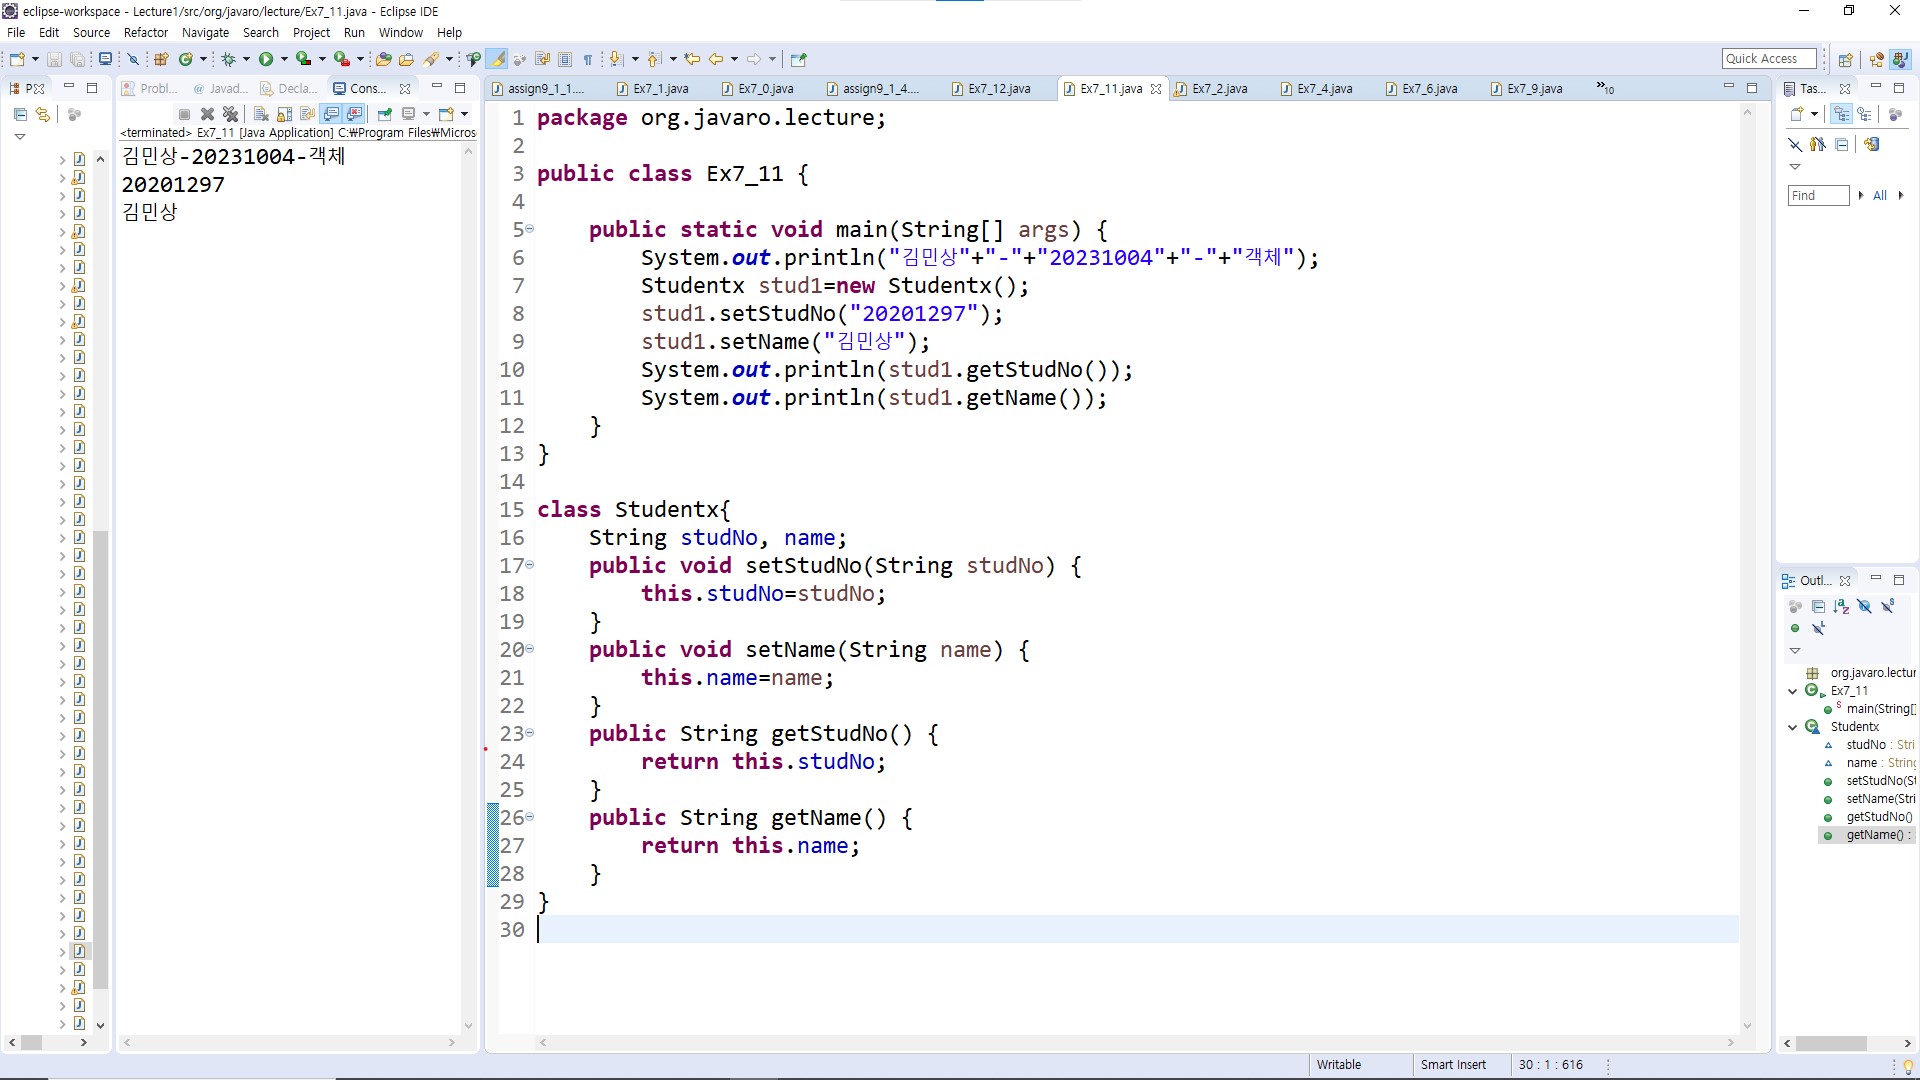 eclipse-workspace - Lecture1/src/org/javaro/lecture/Ex7_11.java - Eclipse IDE
File Edit Source Refactor Navigate Search Project Run Window Help
Quick Access
P
Probl... @ Javad... Decla... Cons...
assign9_1_1.... Ex7_1.java Ex7_0.java assign9_1_4.... Ex7_12.java Ex7_11.java Ex7_2.java Ex7_4.java Ex7_6.java Ex7_9.java »10
<terminated> Ex7_11 [Java Application] C:₩Program Files₩Micros
김민상-20231004-객체
20201297
김민상
1 package org.javaro.lecture;
2
3 public class Ex7_11 {
4
5 public static void main(String[] args) {
6 System.out.println("김민상"+"-"+"20231004"+"-"+"객체");
7 Studentx stud1=new Studentx();
8 stud1.setStudNo("20201297");
9 stud1.setName("김민상");
10 System.out.println(stud1.getStudNo());
11 System.out.println(stud1.getName());
12 }
13 }
14
15 class Studentx{
16 String studNo, name;
17 public void setStudNo(String studNo) {
18 this.studNo=studNo;
19 }
20 public void setName(String name) {
21 this.name=name;
22 }
23 public String getStudNo() {
24 return this.studNo;
25 }
26 public String getName() {
27 return this.name;
28 }
29 }
30
Tas...
Find All
Outl...
org.javaro.lectur
Ex7_11
main(String[]
Studentx
studNo : Stri
name : String
setStudNo(St
setName(Stri
getStudNo()
getName() :
Writable Smart Insert 30 : 1 : 616